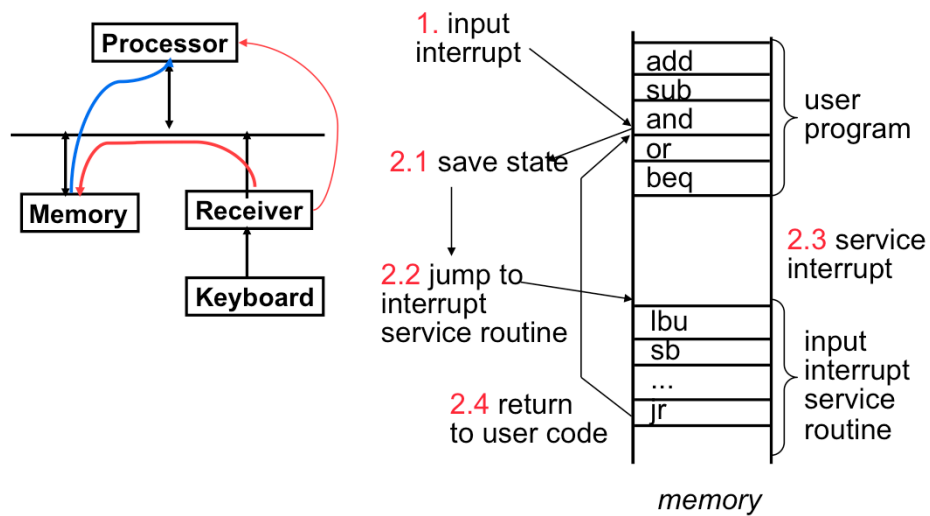 Processor
Memory
Receiver
Keyboard
1. input
interrupt
2.1 save state
2.2 jump to
interrupt
service routine
2.4 return
to user code
add
sub
and
or
beq
user
program
2.3 service
interrupt
lbu
sb
...
jr
input
interrupt
service
routine
memory